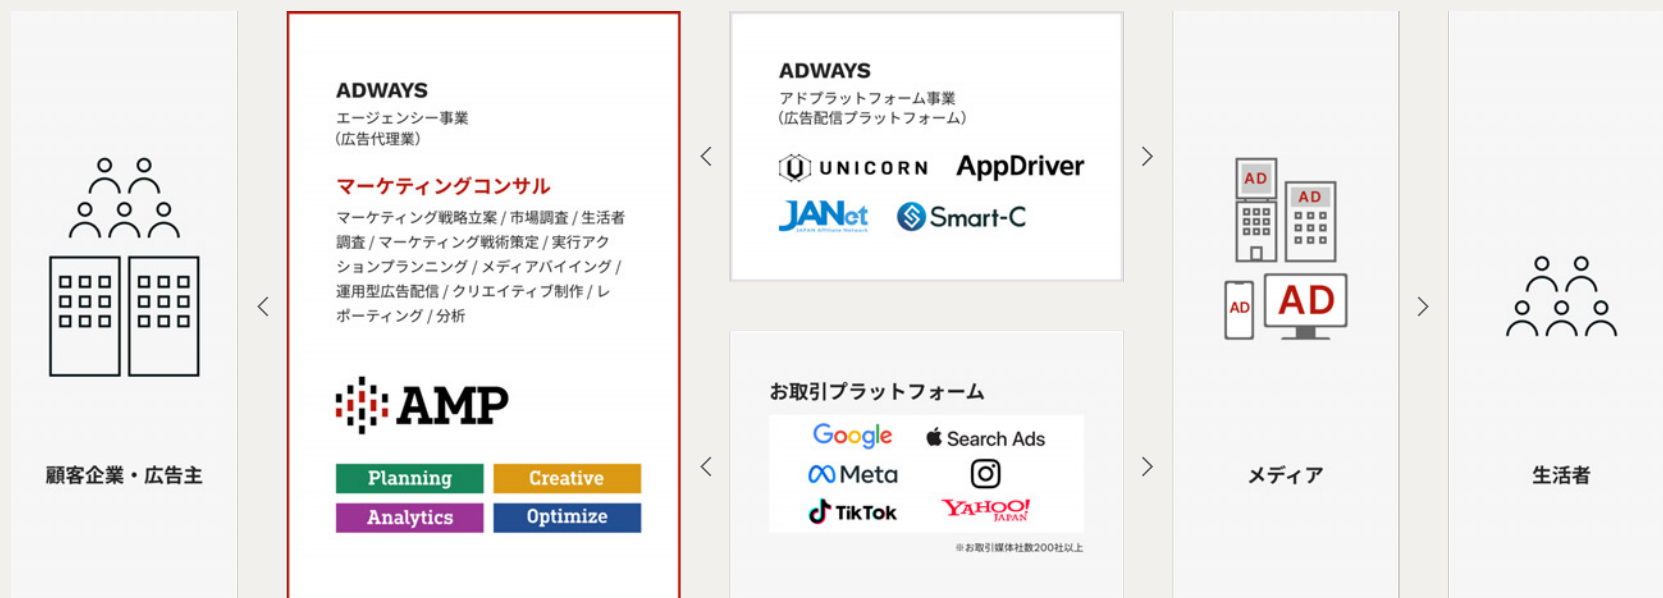 顧客企業・広告主
ADWAYS
エージェンシー事業
(広告代理業)
マーケティングコンサル
マーケティング戦略立案 / 市場調査 / 生活者
調査 / マーケティング戦術策定 / 実行アク
ションプランニング / メディアバイイング /
運用型広告配信 / クリエイティブ制作 / レ
ポーティング / 分析
AMP
Planning
Creative
Analytics
Optimize
ADWAYS
アドプラットフォーム事業
(広告配信プラットフォーム)
UNICORN
AppDriver
JANet
JAPAN Affiliate Network
Smart-C
お取引プラットフォーム
Google
Search Ads
Meta
TikTok
YAHOO!
JAPAN
※お取引媒体社数200社以上
AD
AD
AD
AD
メディア
生活者